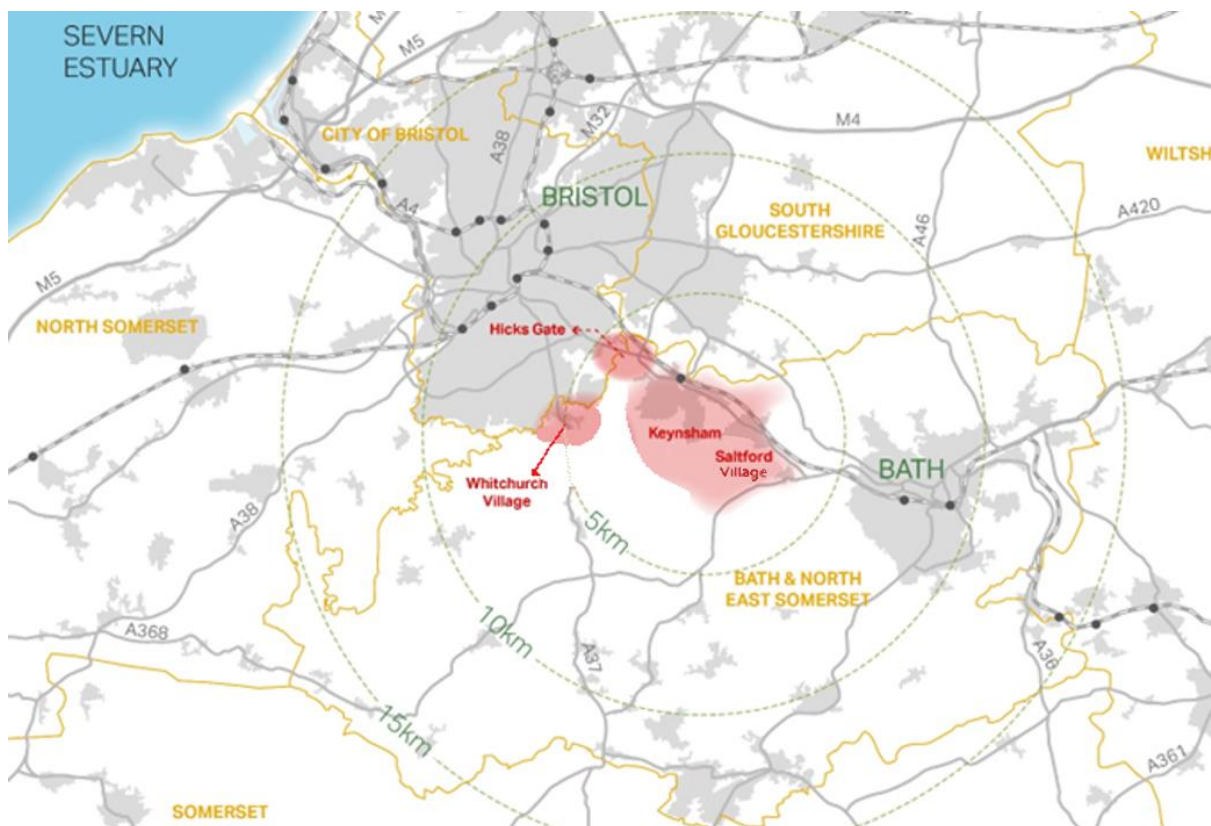 SEVERN
ESTUARY
M5
CITY OF BRISTOL
A38
M32
M4
WILTSH
BRISTOL
A4
SOUTH
GLOUCESTERSHIRE
A46
A420
M5
NORTH SOMERSET
Hicks Gate
Keynsham
Saltford
Village
BATH
Whitchurch
Village
A38
5km
BATH & NORTH
EAST SOMERSET
10km
A368
A37
A36
15km
A361
SOMERSET